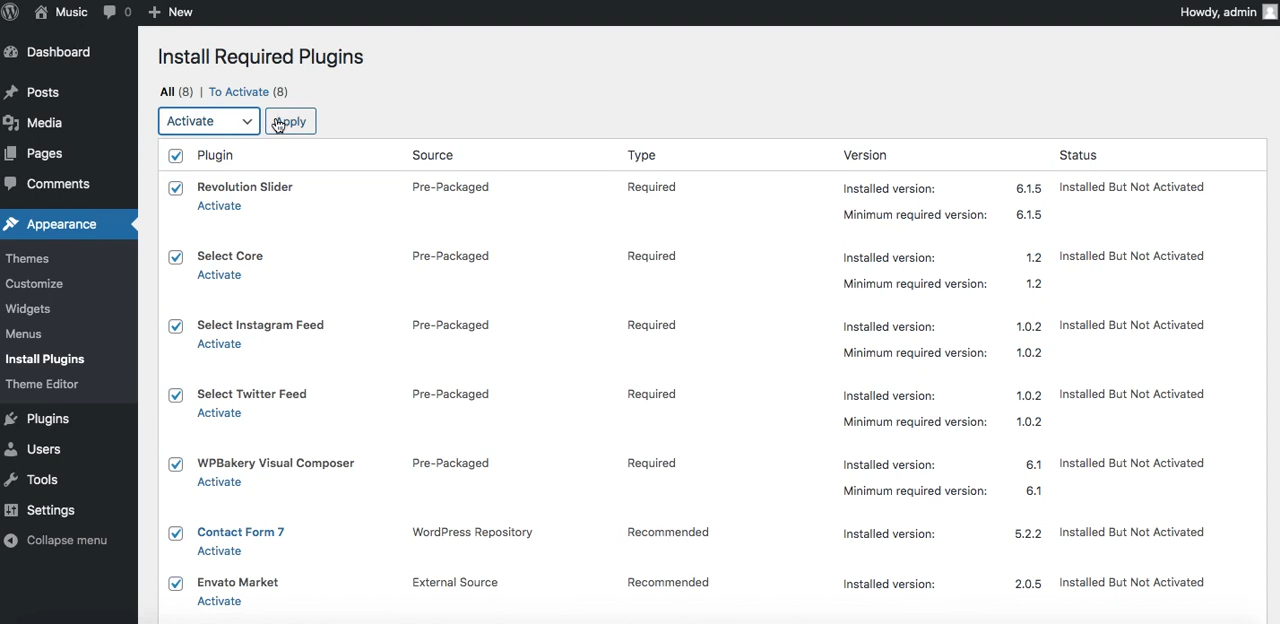 Music 0 New Howdy, admin
Dashboard
Posts
Media
Pages
Comments
Appearance
Themes
Customize
Widgets
Menus
Install Plugins
Theme Editor
Plugins
Users
Tools
Settings
Collapse menu
Install Required Plugins
All (8) | To Activate (8)
Activate Apply
Plugin Source Type Version Status
Revolution Slider Pre-Packaged Required Installed version: 6.1.5 Installed But Not Activated
Activate Minimum required version: 6.1.5
Select Core Pre-Packaged Required Installed version: 1.2 Installed But Not Activated
Activate Minimum required version: 1.2
Select Instagram Feed Pre-Packaged Required Installed version: 1.0.2 Installed But Not Activated
Activate Minimum required version: 1.0.2
Select Twitter Feed Pre-Packaged Required Installed version: 1.0.2 Installed But Not Activated
Activate Minimum required version: 1.0.2
WPBakery Visual Composer Pre-Packaged Required Installed version: 6.1 Installed But Not Activated
Activate Minimum required version: 6.1
Contact Form 7 WordPress Repository Recommended Installed version: 5.2.2 Installed But Not Activated
Activate
Envato Market External Source Recommended Installed version: 2.0.5 Installed But Not Activated
Activate